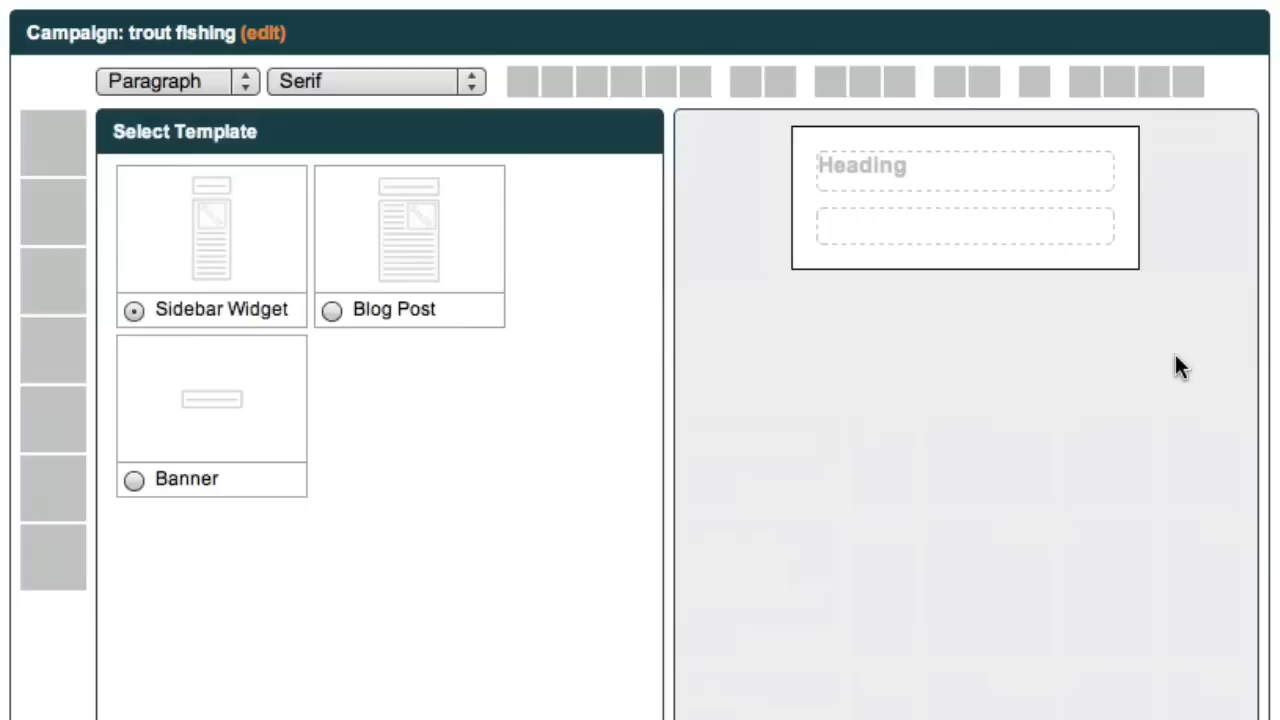 Campaign: trout fishing (edit)
Paragraph Serif
Select Template
Heading
Sidebar Widget Blog Post
Banner